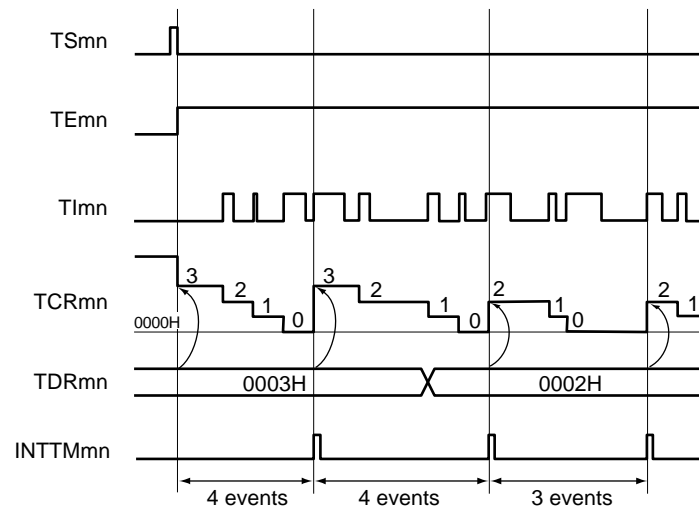 TSmn
TEmn
TImn
3 2 1 0 3 2 1 0 2 1 0 2 1
TCRmn
0000H
TDRmn 0003H 0002H
INTTMmn
4 events 4 events 3 events